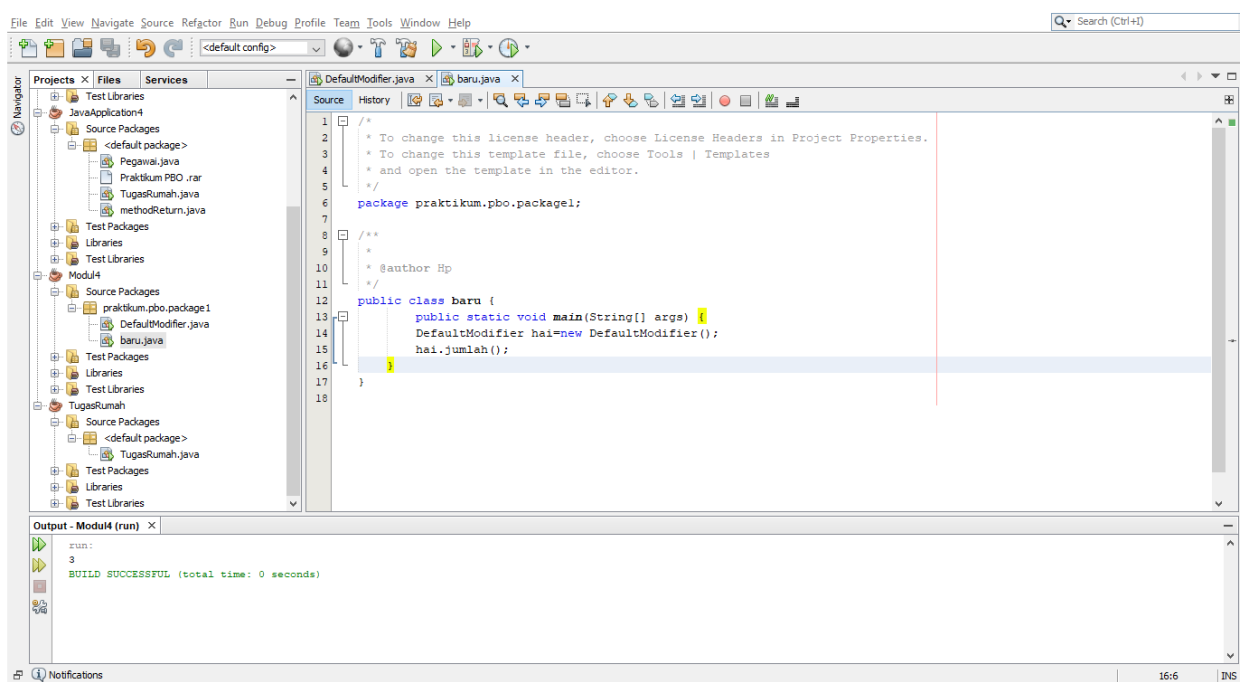 File Edit View Navigate Source Refactor Run Debug Profile Team Tools Window Help
Search (Ctrl+I)
<default config>
Navigator
Projects Files Services
Test Libraries
JavaApplication4
Source Packages
<default package>
Pegawai.java
Praktikum PBO .rar
TugasRumah.java
methodReturn.java
Test Packages
Libraries
Test Libraries
Modul4
Source Packages
praktikum.pbo.package1
DefaultModifier.java
baru.java
Test Packages
Libraries
Test Libraries
TugasRumah
Source Packages
<default package>
TugasRumah.java
Test Packages
Libraries
Test Libraries
DefaultModifier.java baru.java
Source History
1 /*
2 * To change this license header, choose License Headers in Project Properties.
3 * To change this template file, choose Tools | Templates
4 * and open the template in the editor.
5 */
6 package praktikum.pbo.package1;
7
8 /**
9 *
10 * @author Hp
11 */
12 public class baru {
13 public static void main(String[] args) {
14 DefaultModifier hai=new DefaultModifier();
15 hai.jumlah();
16 }
17 }
18
Output - Modul4 (run)
run:
3
BUILD SUCCESSFUL (total time: 0 seconds)
Notifications
16:6 INS